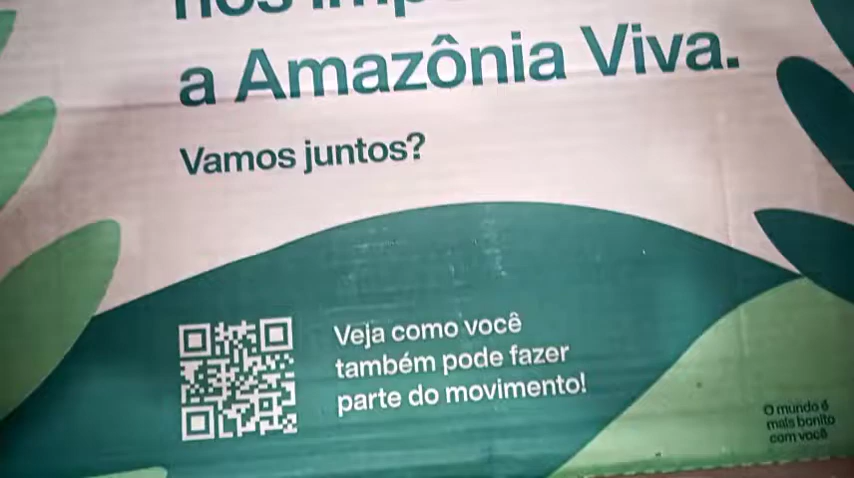 a Amazônia Viva.
Vamos juntos?
Veja como você
também pode fazer
parte do movimento!
O mundo é
mais bonito
com você